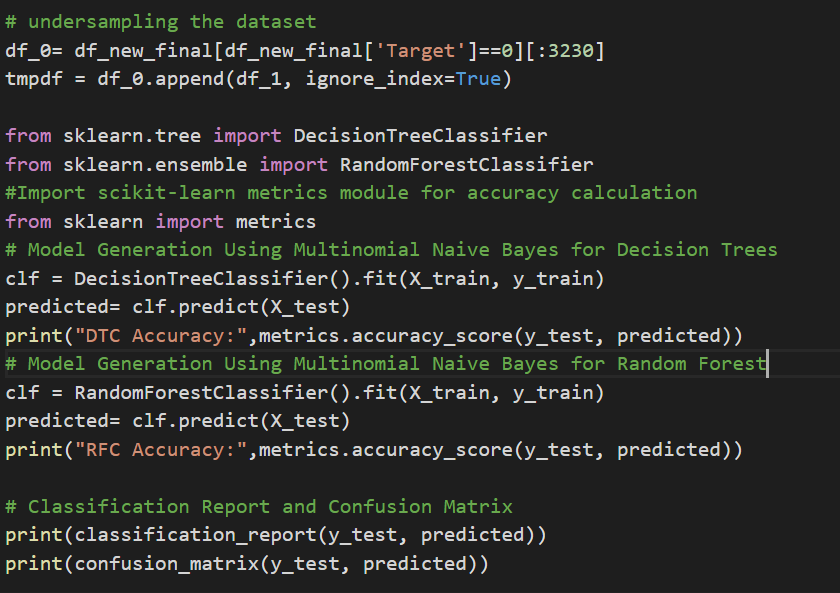 # undersampling the dataset
df_0= df_new_final[df_new_final['Target']==0][:3230]
tmpdf = df_0.append(df_1, ignore_index=True)
from sklearn.tree import DecisionTreeClassifier
from sklearn.ensemble import RandomForestClassifier
#Import scikit-learn metrics module for accuracy calculation
from sklearn import metrics
# Model Generation Using Multinomial Naive Bayes for Decision Trees
clf = DecisionTreeClassifier().fit(X_train, y_train)
predicted= clf.predict(X_test)
print("DTC Accuracy:",metrics.accuracy_score(y_test, predicted))
# Model Generation Using Multinomial Naive Bayes for Random Forest
clf = RandomForestClassifier().fit(X_train, y_train)
predicted= clf.predict(X_test)
print("RFC Accuracy:",metrics.accuracy_score(y_test, predicted))
# Classification Report and Confusion Matrix
print(classification_report(y_test, predicted))
print(confusion_matrix(y_test, predicted))